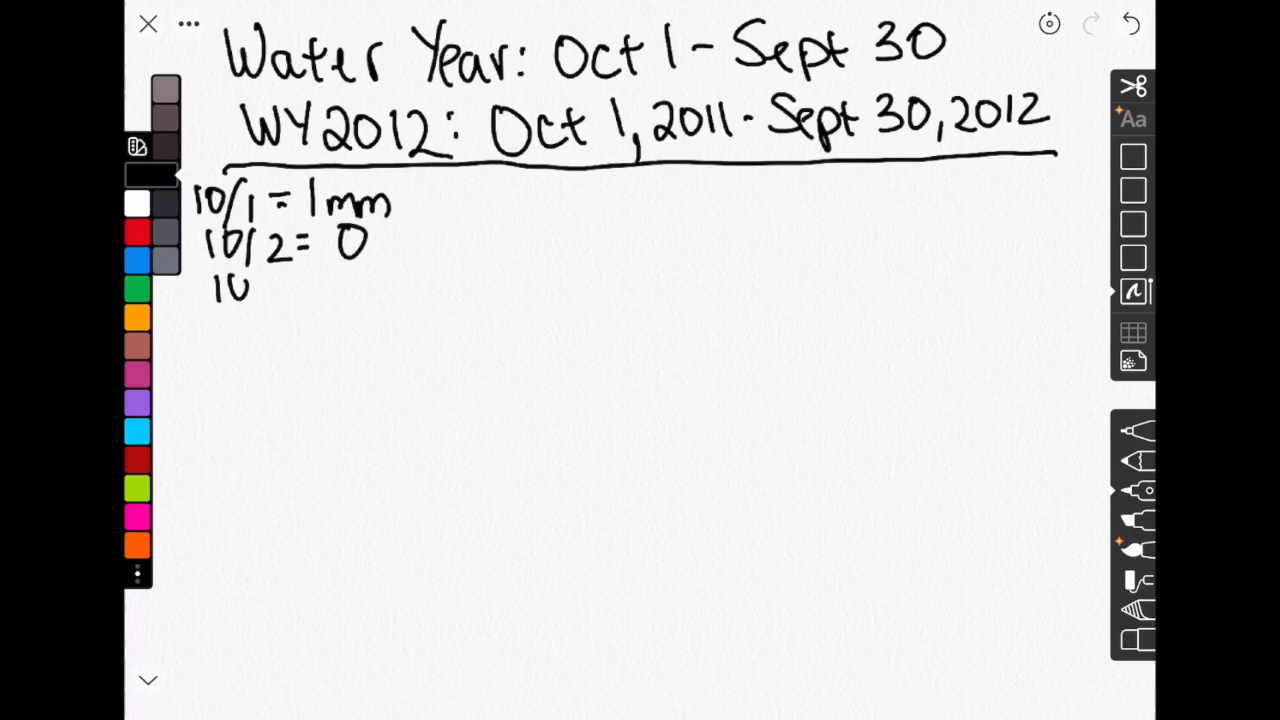 Water Year: Oct 1 - Sept 30
WY2012: Oct 1, 2011 - Sept 30, 2012
10/1 = 1mm
10/2 = 0
10
Aa